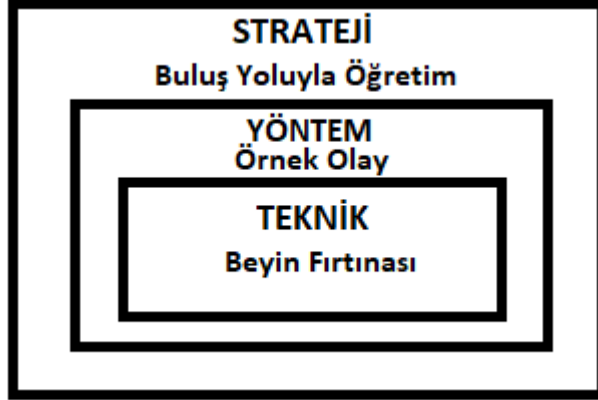 STRATEJİ
Buluş Yoluyla Öğretim
YÖNTEM
Örnek Olay
TEKNİK
Beyin Fırtınası